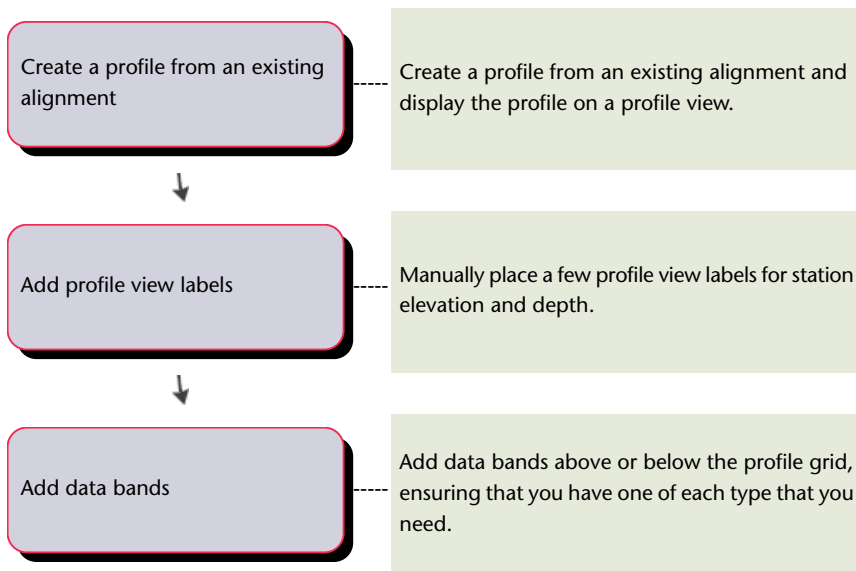 Create a profile from an existing
alignment
Create a profile from an existing alignment and
display the profile on a profile view.
Add profile view labels
Manually place a few profile view labels for station
elevation and depth.
Add data bands
Add data bands above or below the profile grid,
ensuring that you have one of each type that you
need.